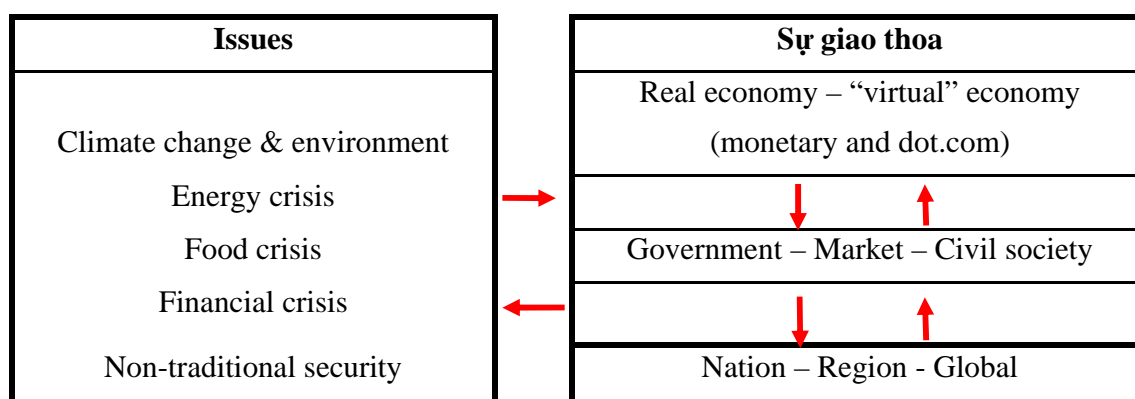 Issues
Climate change & environment
Energy crisis
Food crisis
Financial crisis
Non-traditional security
Sự giao thoa
Real economy – “virtual” economy
(monetary and dot.com)
Government – Market – Civil society
Nation – Region - Global